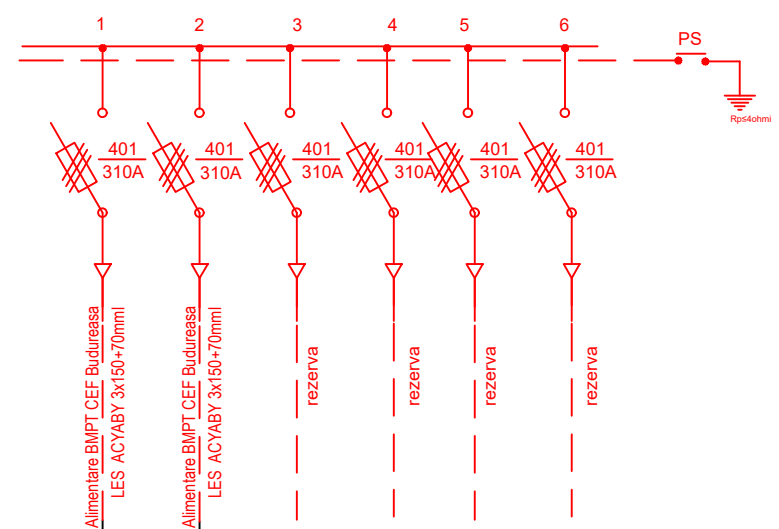 1 2 3 4 5 6
PS
Rp≤4ohmi
401 401 401 401 401 401
310A 310A 310A 310A 310A 310A
Alimentare BMPT CEF Budureasa
LES ACYABY 3x150+70mml
Alimentare BMPT CEF Budureasa
LES ACYABY 3x150+70mml
rezerva
rezerva
rezerva
rezerva